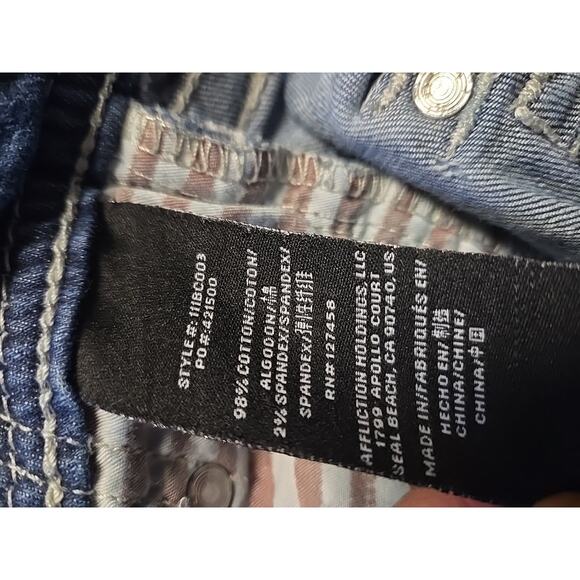 STYLE#:111BC003
PO#:421500
98% COTTON/COTON/
ALGODON/棉
2% SPANDEX/SPANDEX/
SPANDEX/弹性纤维
RN# 127458
AFFLICTION HOLDINGS, LLC
1799 APOLLO COURT
SEAL BEACH, CA 90740, US
MADE IN/FABRIQUÉS EN/
HECHO EN/制造
CHINA/CHINE/
CHINA/中国